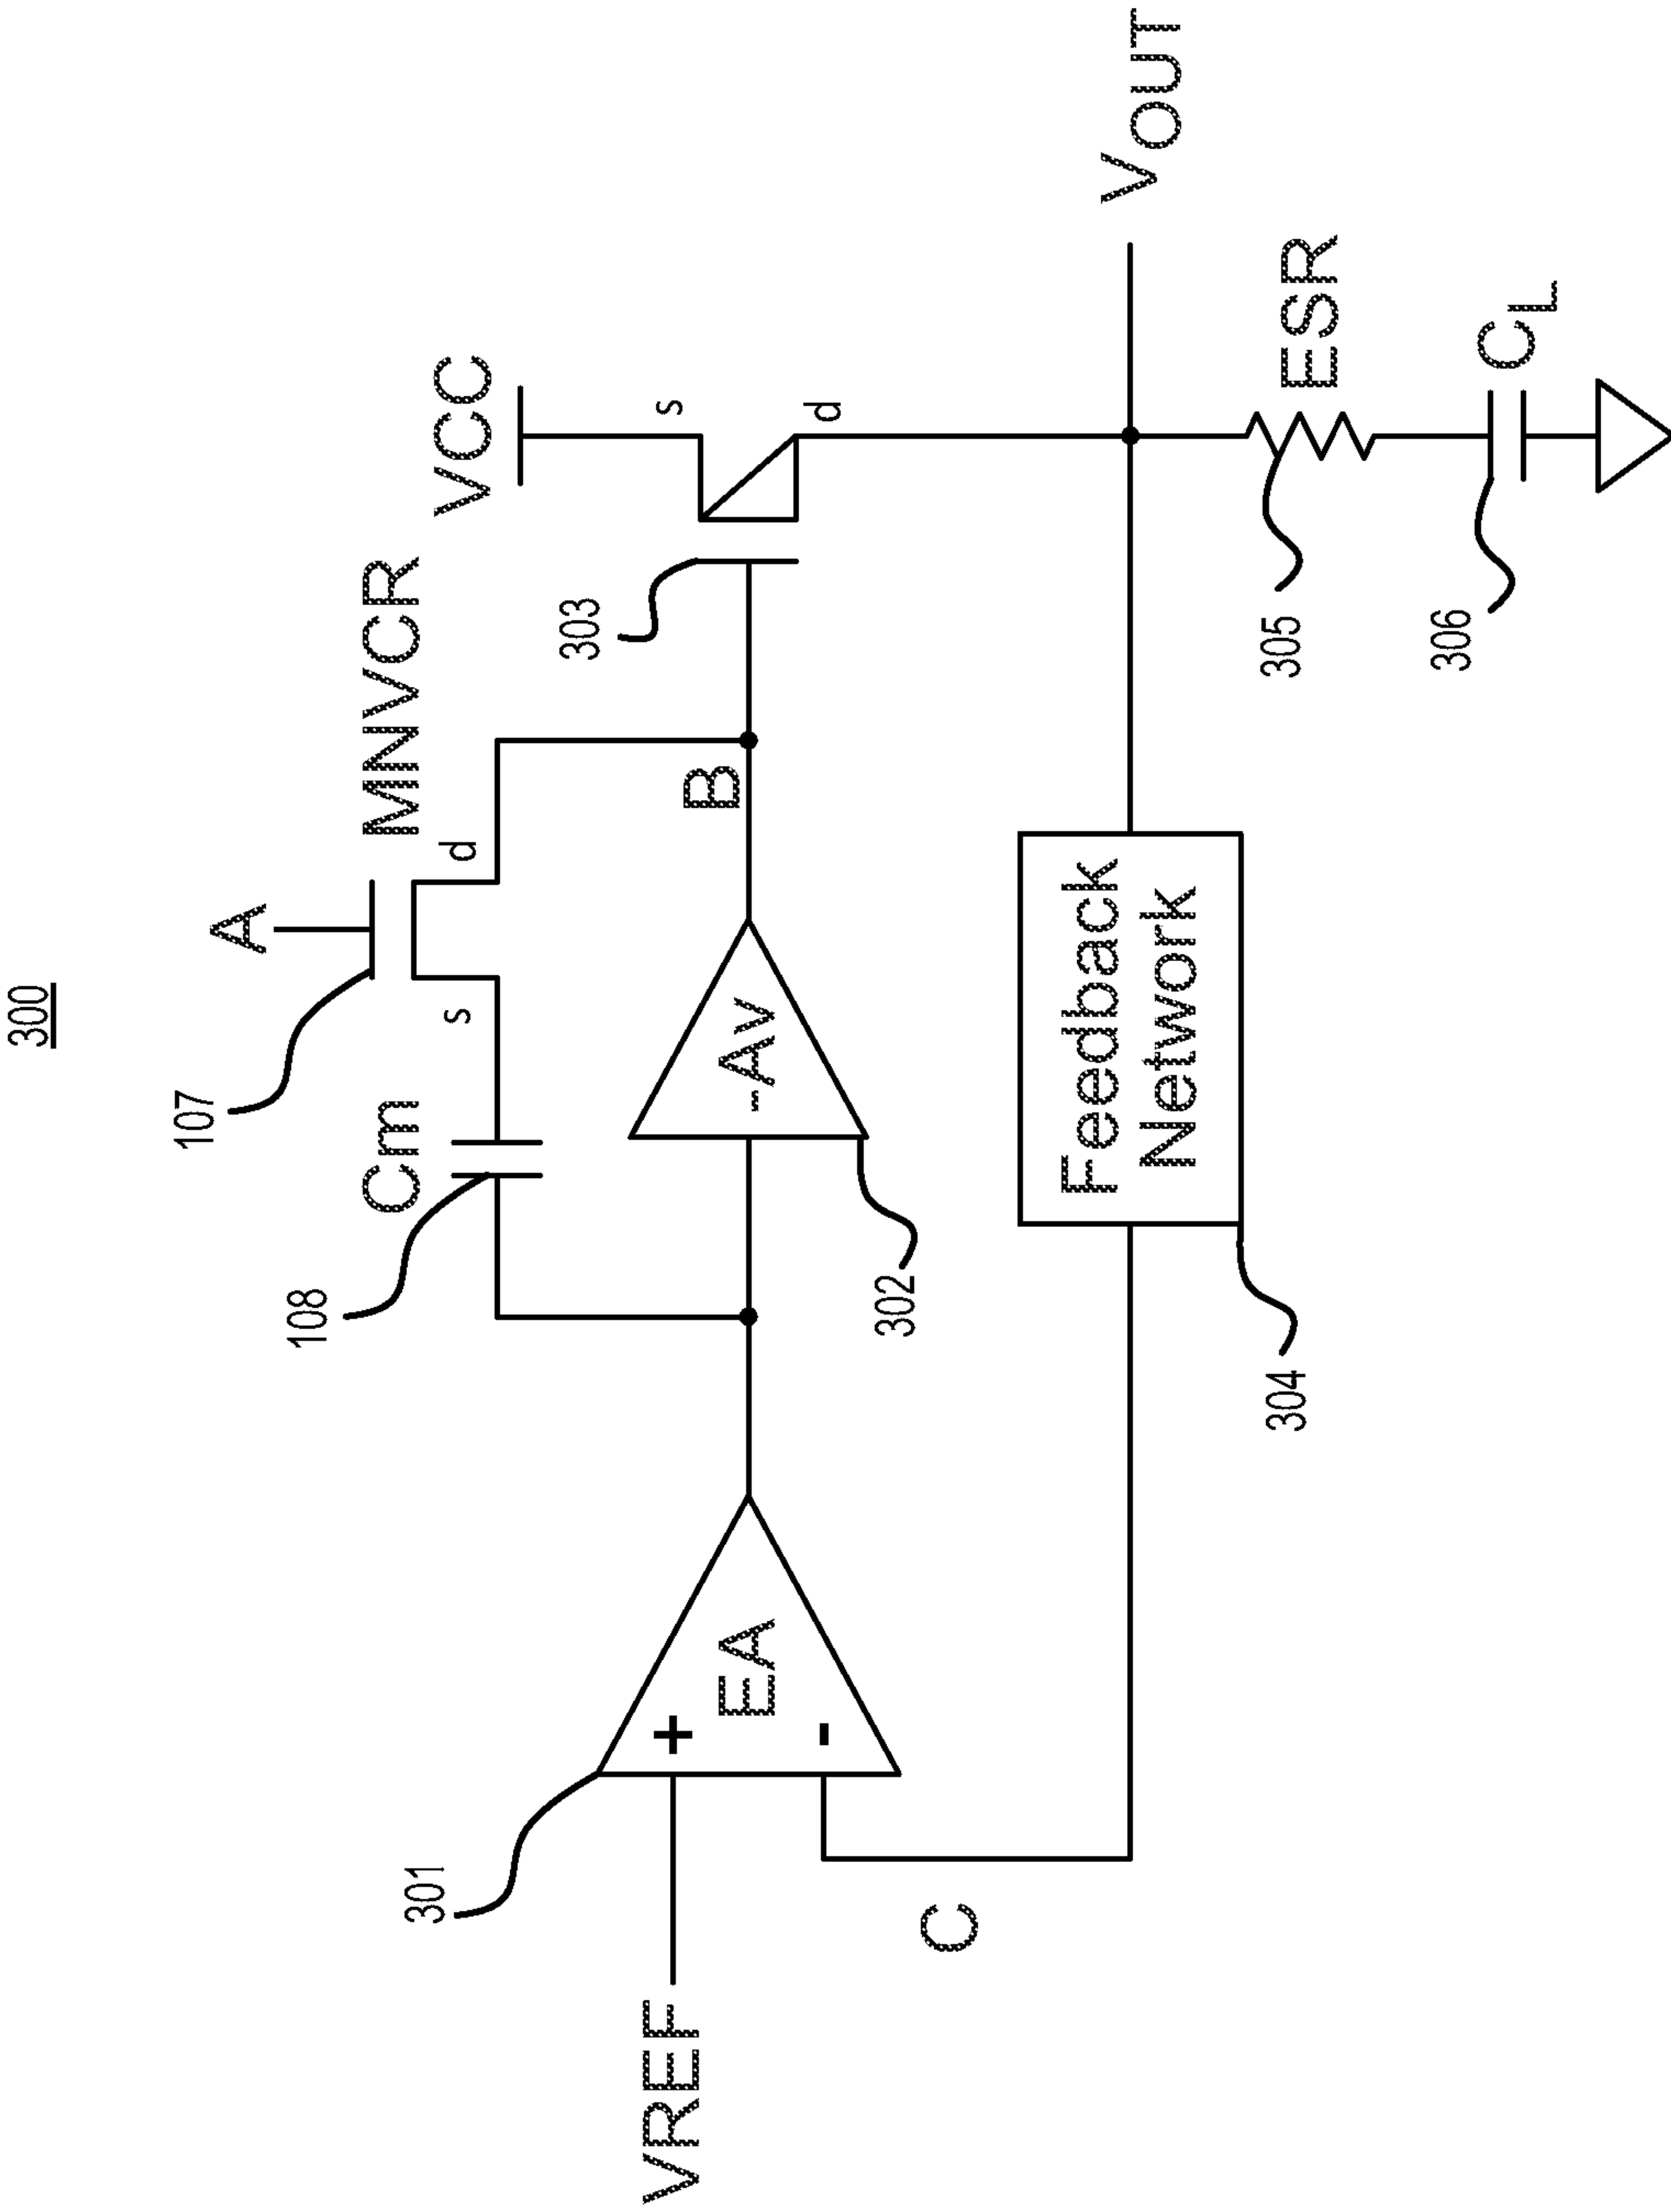 300
A
107
MNVCR
s
d
Cm
108
VCC
s
d
303
B
-Av
302
301
+
EA
-
VREF
C
Feedback
Network
304
VOUT
ESR
305
CL
306